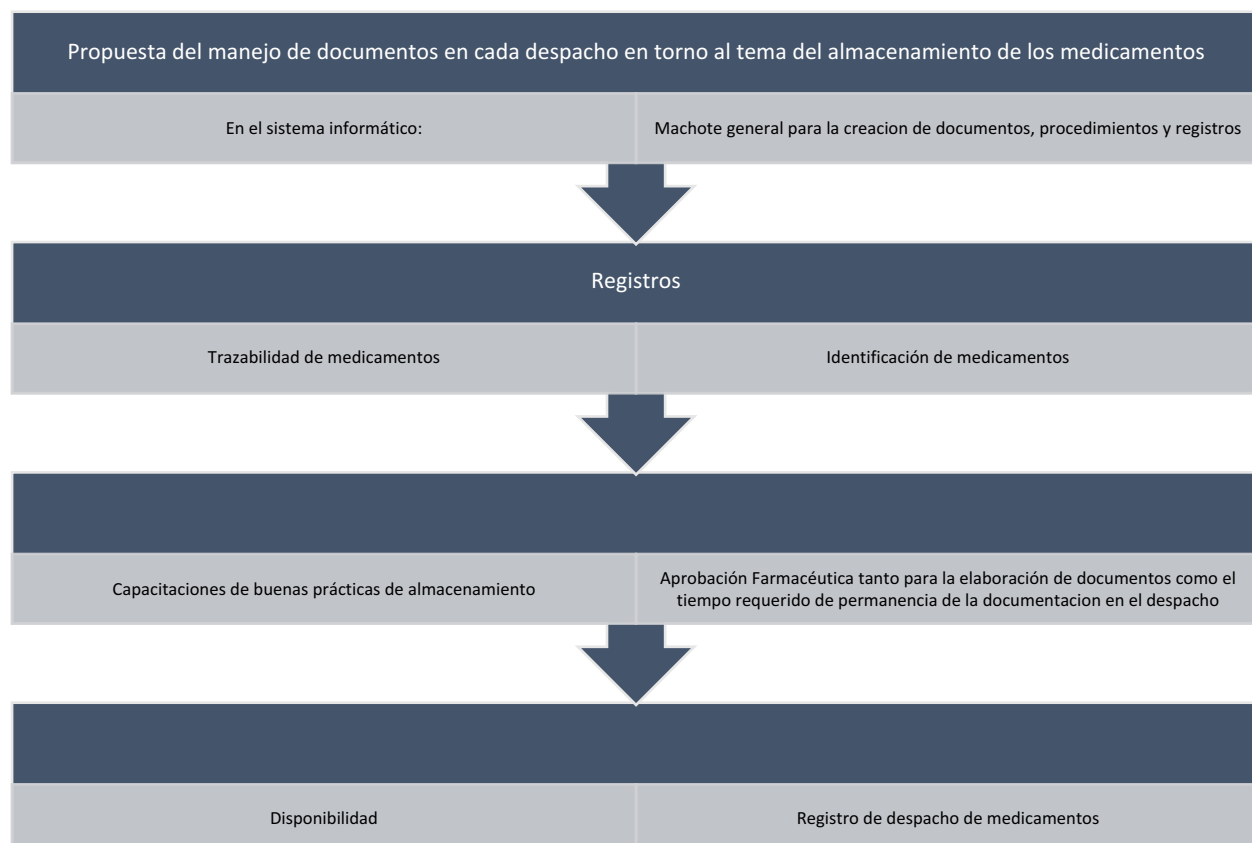 Propuesta del manejo de documentos en cada despacho en torno al tema del almacenamiento de los medicamentos
En el sistema informático:
Machote general para la creacion de documentos, procedimientos y registros
Registros
Trazabilidad de medicamentos
Identificación de medicamentos
Capacitaciones de buenas prácticas de almacenamiento
Aprobación Farmacéutica tanto para la elaboración de documentos como el
tiempo requerido de permanencia de la documentacion en el despacho
Disponibilidad
Registro de despacho de medicamentos